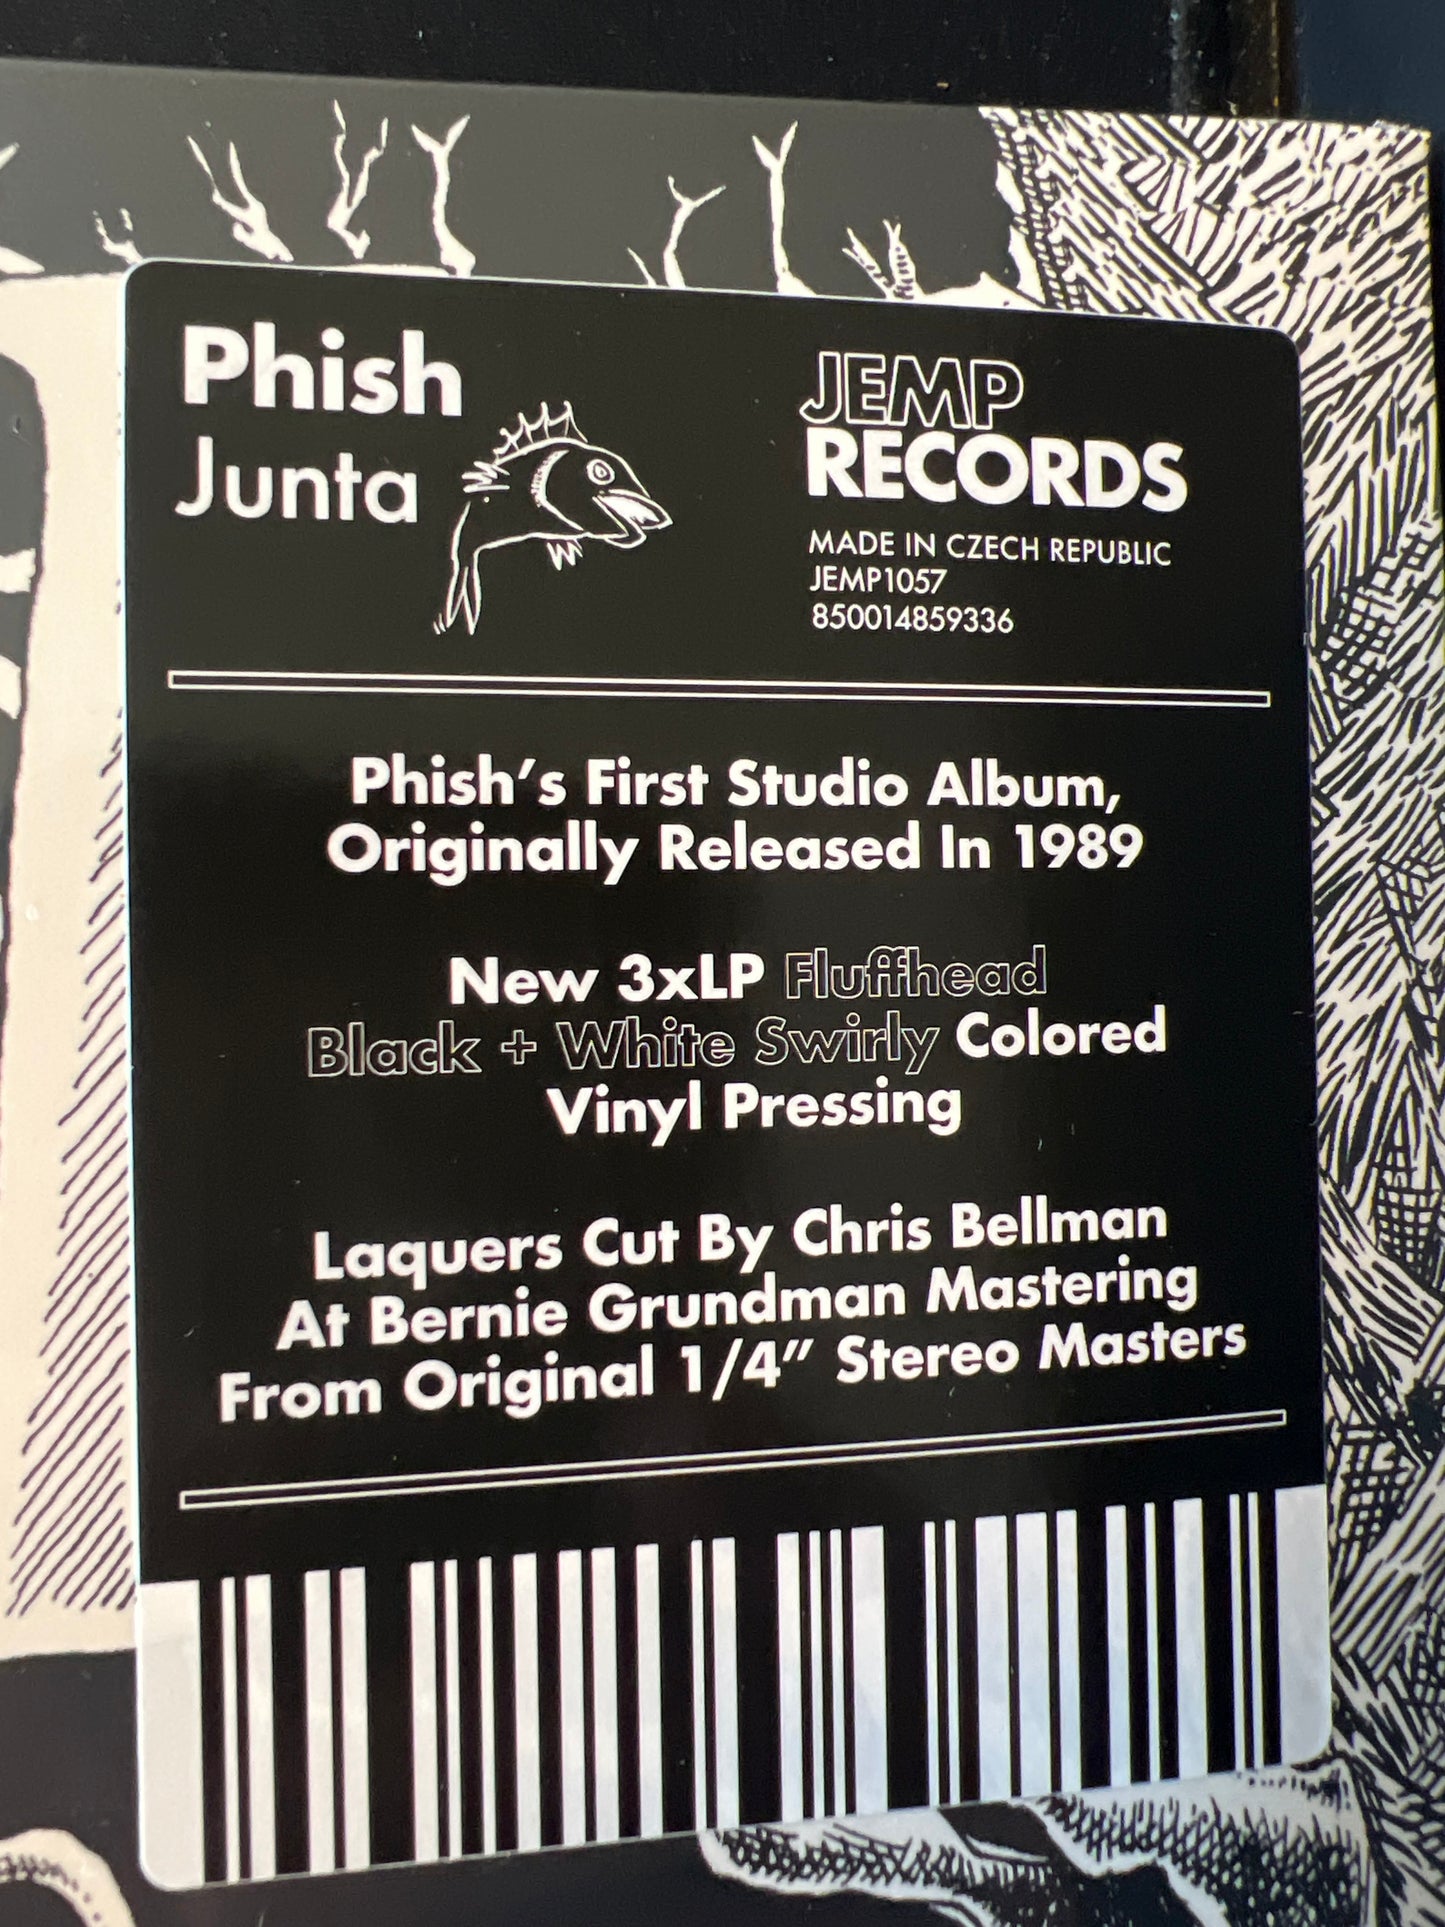 Phish
Junta
JEMP
RECORDS
MADE IN CZECH REPUBLIC
JEMP1057
850014859336
Phish's First Studio Album,
Originally Released In 1989
New 3xLP Fluffhead
Black + White Swirly Colored
Vinyl Pressing
Laquers Cut By Chris Bellman
At Bernie Grundman Mastering
From Original 1/4" Stereo Masters